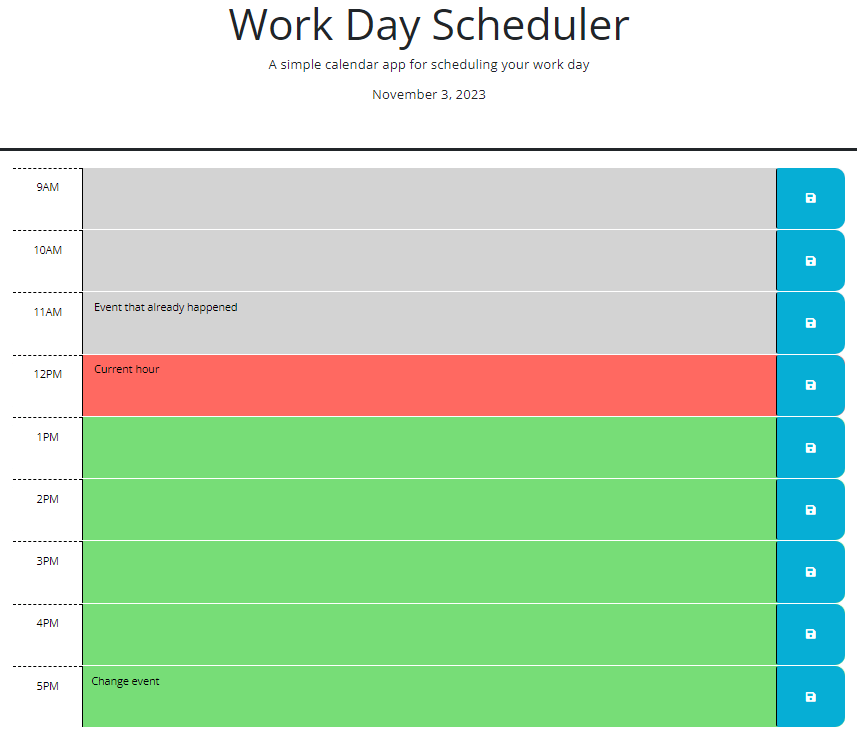 Work Day Scheduler
A simple calendar app for scheduling your work day
November 3, 2023
9AM
10AM
11AM Event that already happened
12PM Current hour
1PM
2PM
3PM
4PM
5PM Change event